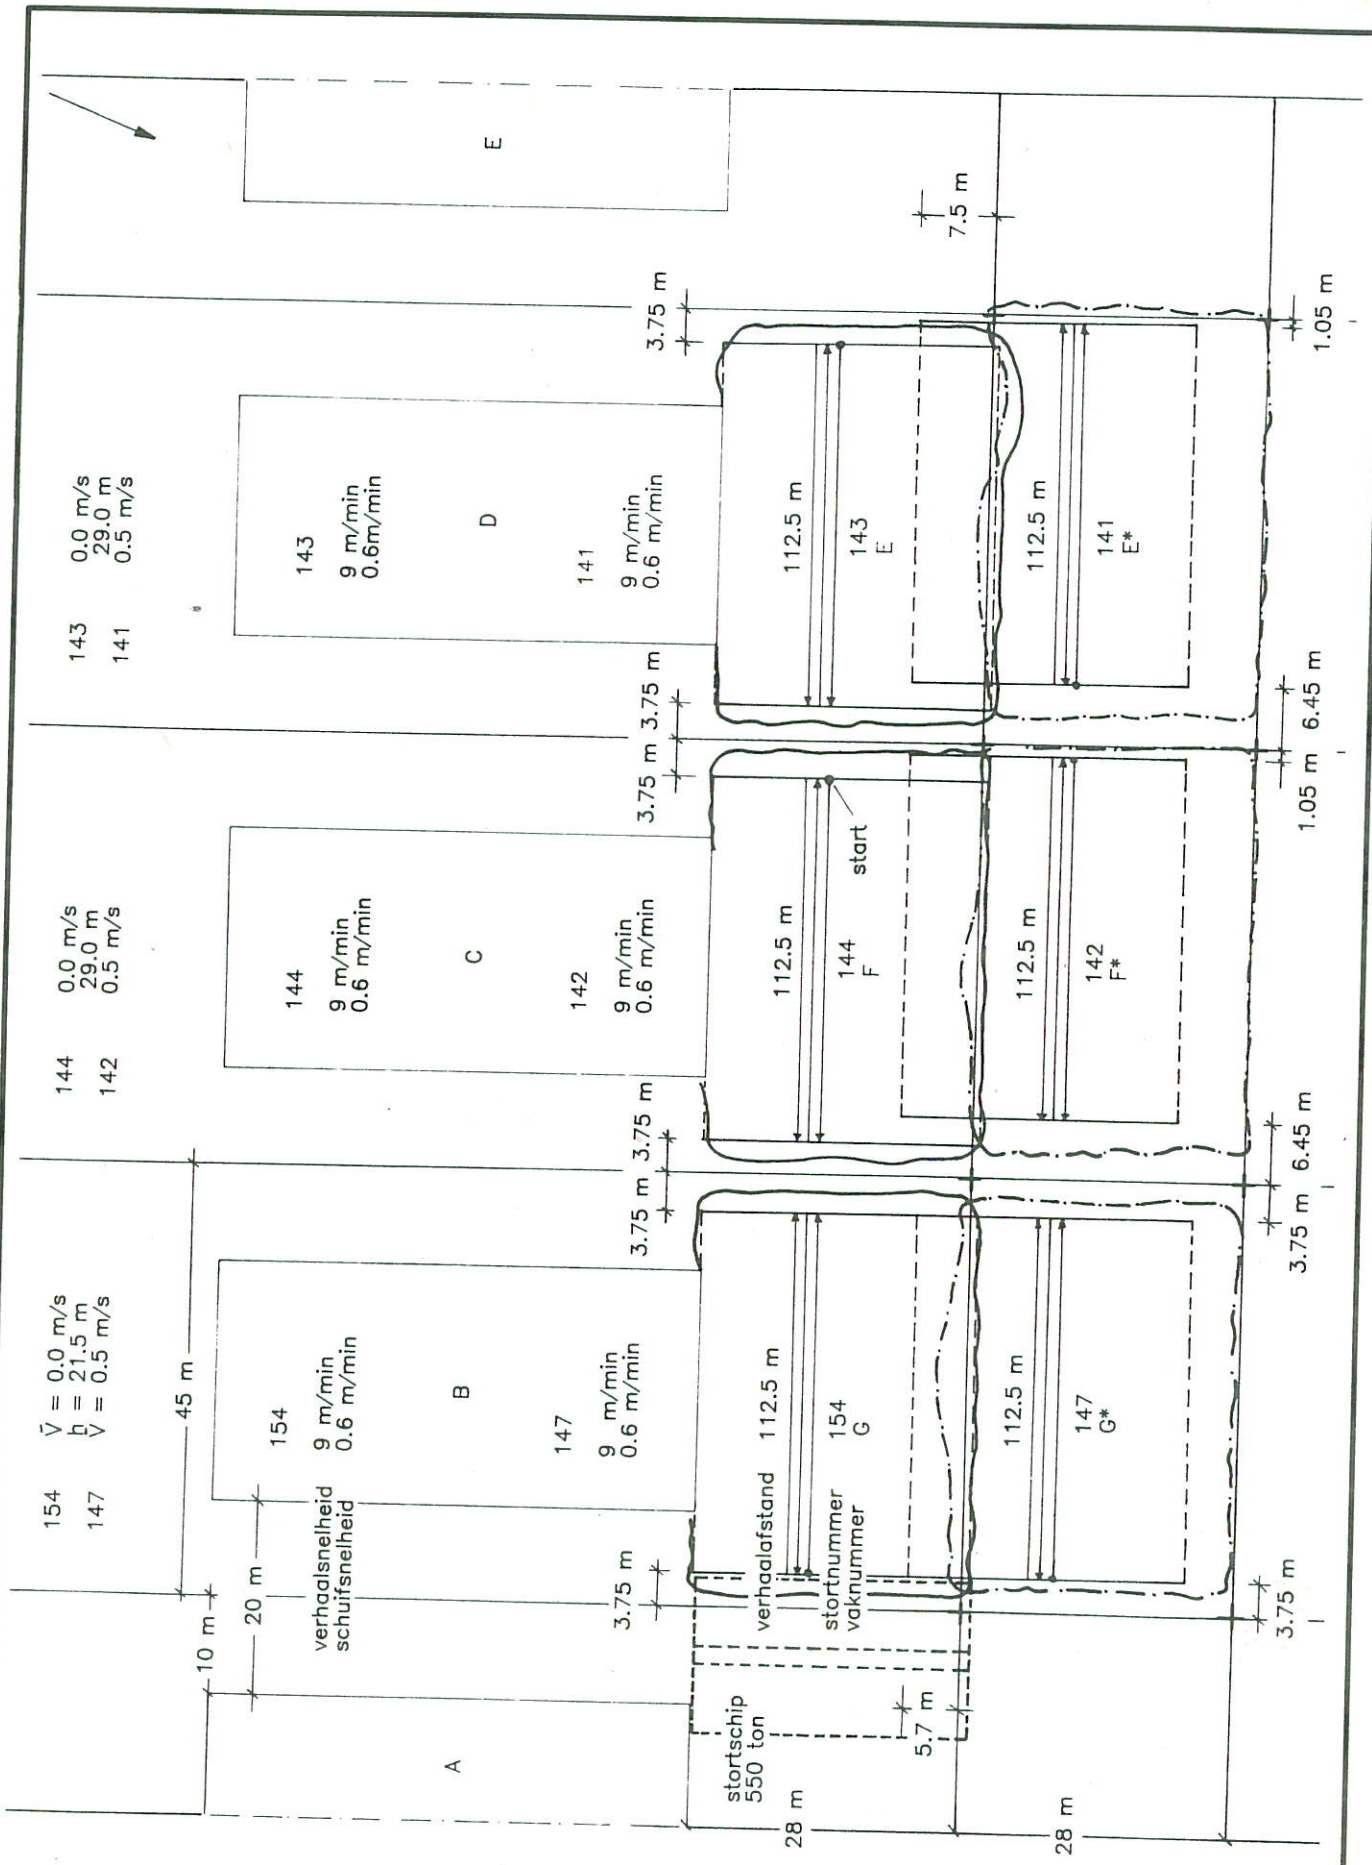 154 V̄ = 0.0 m/s
h = 21.5 m
147 V̄ = 0.5 m/s
144 0.0 m/s
29.0 m
142 0.5 m/s
143 0.0 m/s
29.0 m
141 0.5 m/s
45 m
10 m
20 m
verhaalsnelheid
schuifsnelheid
154
9 m/min
0.6 m/min
B
147
9 m/min
0.6 m/min
144
9 m/min
0.6 m/min
C
142
9 m/min
0.6 m/min
143
9 m/min
0.6m/min
D
141
9 m/min
0.6 m/min
E
A
3.75 m
3.75 m
3.75 m
3.75 m
3.75 m
3.75 m
stortschip
550 ton
verhaalafstand
112.5 m
stortnummer
154
vaknummer
G
112.5 m
144
F
start
112.5 m
143
E
5.7 m
7.5 m
28 m
28 m
112.5 m
147
G*
112.5 m
142
F*
112.5 m
141
E*
3.75 m
3.75 m
6.45 m
1.05 m
6.45 m
1.05 m